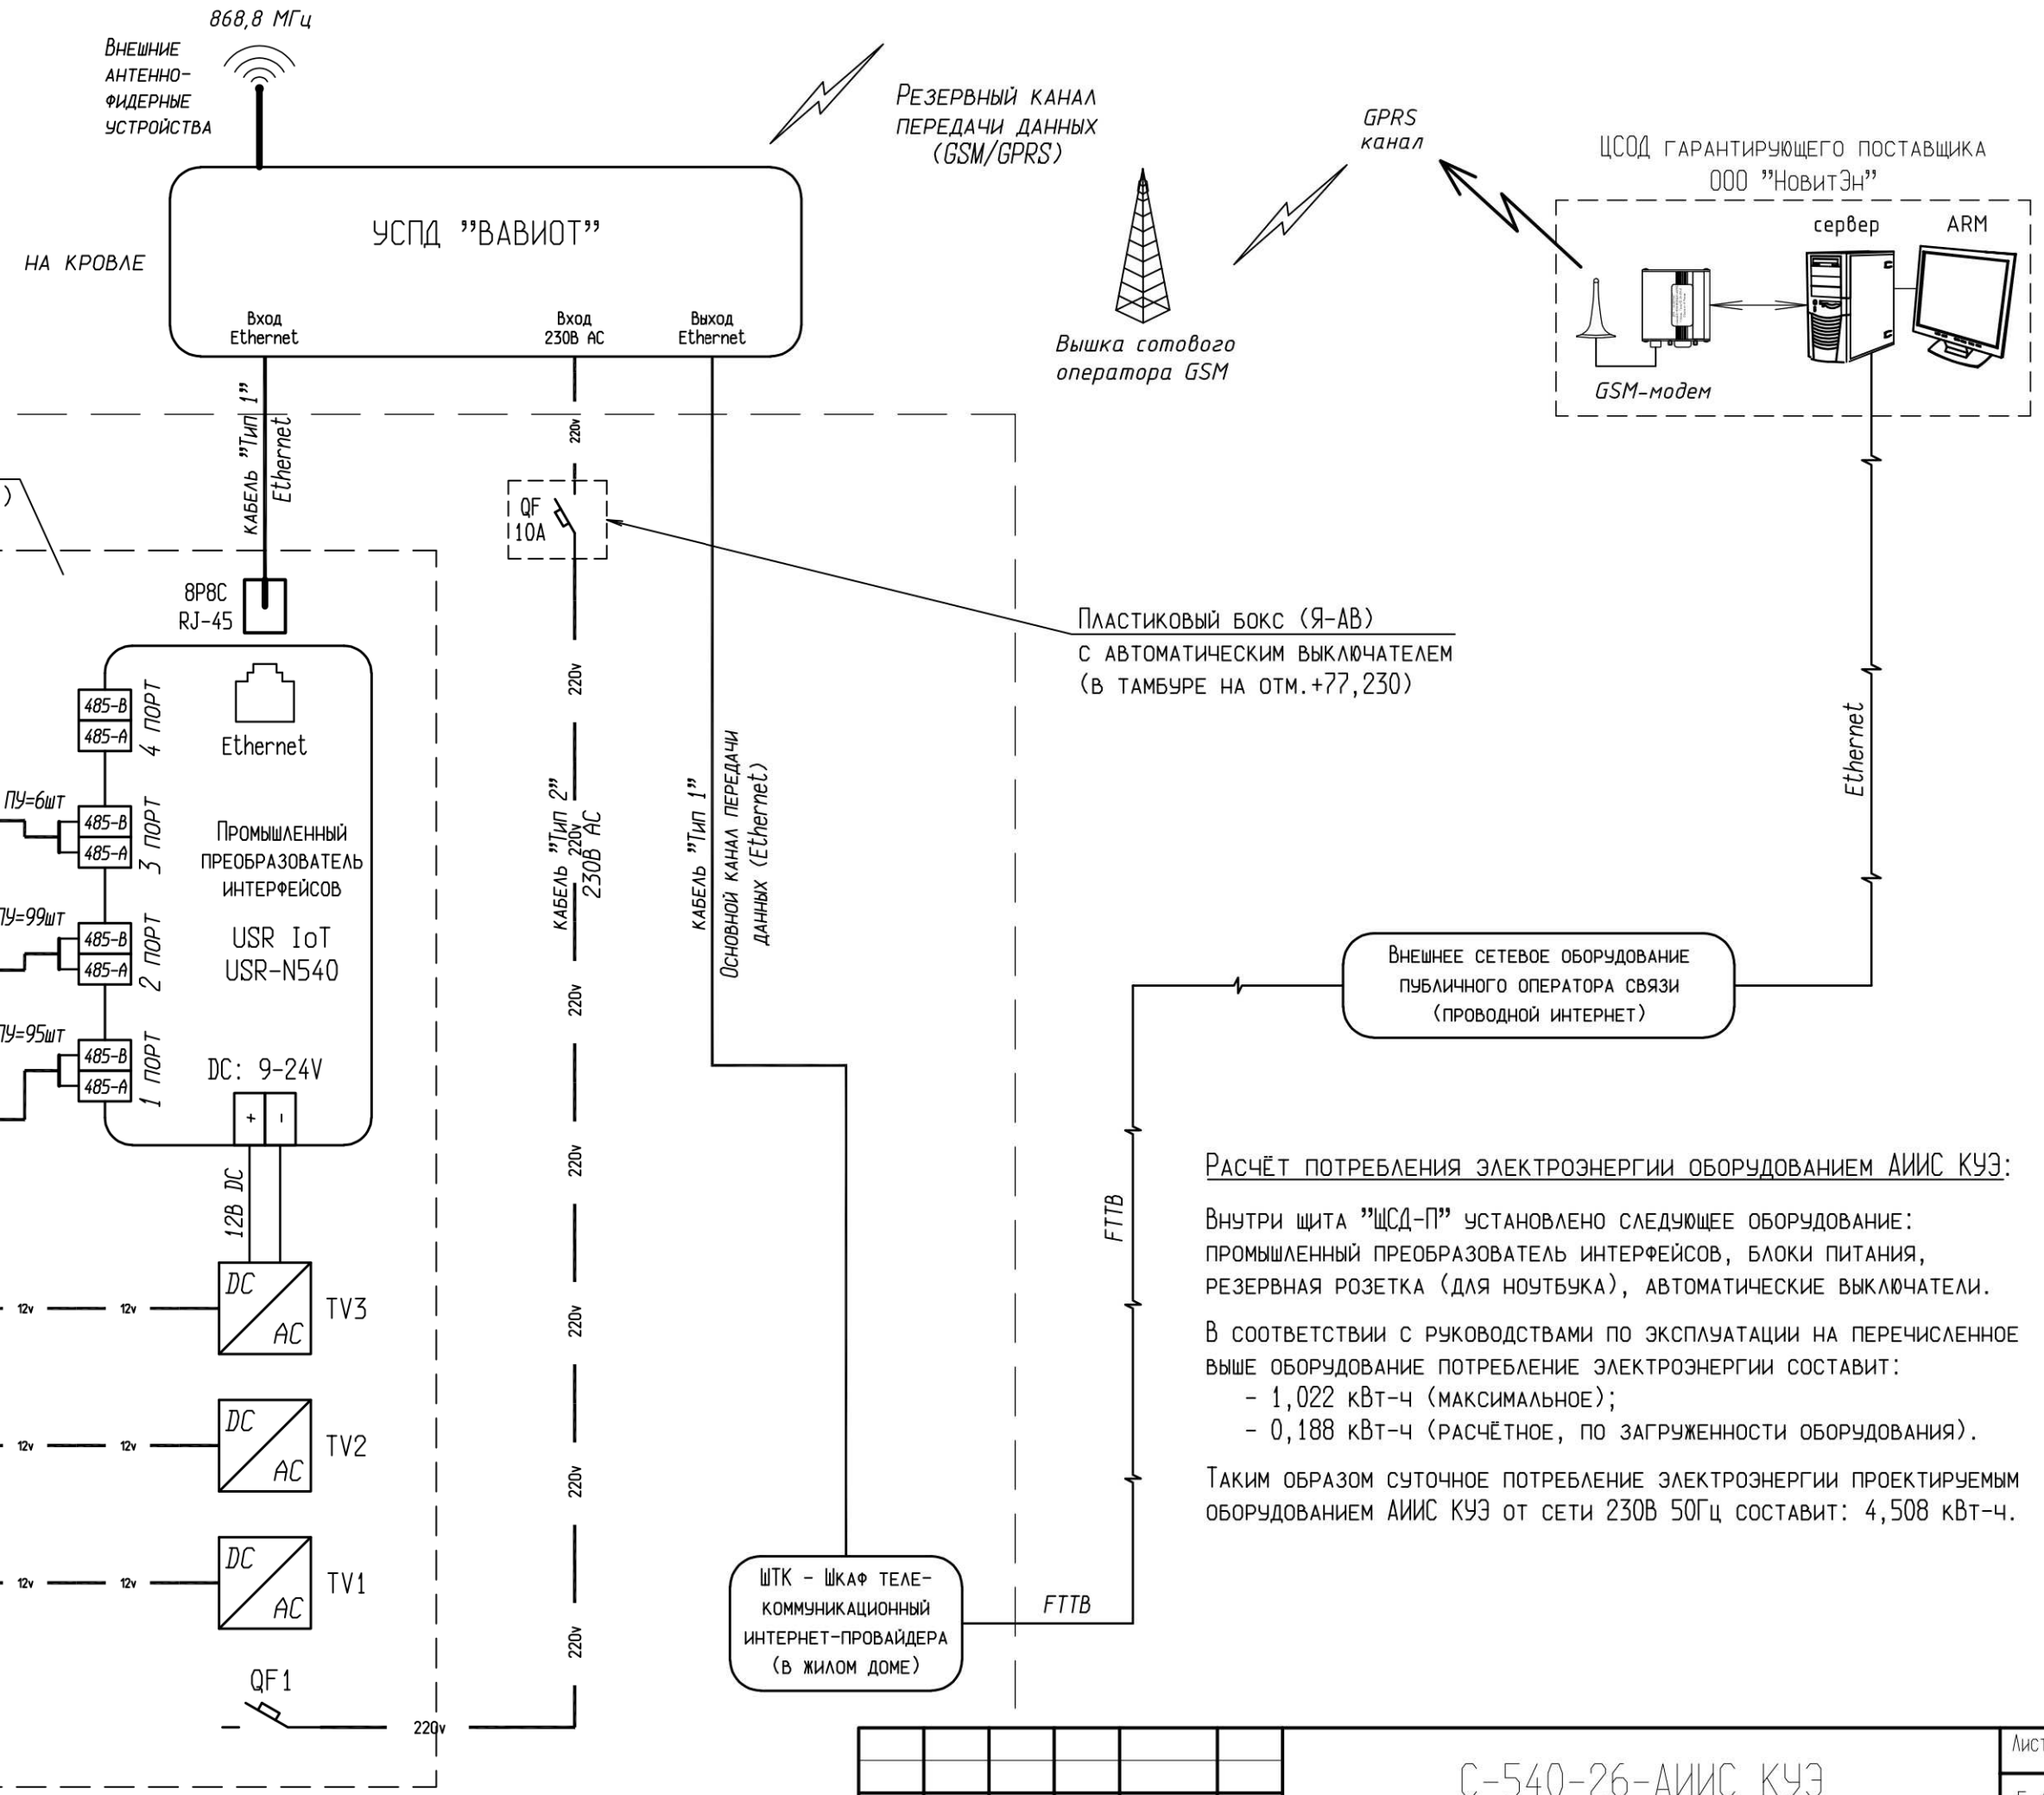 868,8 МГц
Внешние
антенно-
фидерные
устройства
Резервный канал
передачи данных
(GSM/GPRS)
GPRS
канал
ЦСОД гарантирующего поставщика
ООО "НовитЭн"
сервер
ARM
GSM-модем
УСПД "ВАВИОТ"
на кровле
Вход
Ethernet
Вход
230В AC
Выход
Ethernet
Вышка сотового
оператора GSM
кабель "Тип 1"
Ethernet
220v
)
QF
10A
8P8C
RJ-45
Пластиковый бокс (Я-АВ)
с автоматическим выключателем
(в тамбуре на отм.+77,230)
485-B
485-A
4 порт
Ethernet
220v
ПУ=6шт
485-B
485-A
3 порт
Промышленный
преобразователь
интерфейсов
USR IoT
USR-N540
ПУ=99шт
485-B
485-A
2 порт
ПУ=95шт
485-B
485-A
1 порт
DC: 9-24V
+
-
12В DC
кабель "Тип 2"
220v
230В AC
кабель "Тип 1"
Основной канал передачи
данных (Ethernet)
Ethernet
Внешнее сетевое оборудование
публичного оператора связи
(проводной интернет)
220v
220v
220v
220v
220v
FTTB
12v
12v
DC
AC
TV3
12v
12v
DC
AC
TV2
12v
12v
DC
AC
TV1
QF1
220v
ШТК - Шкаф теле-
коммуникационный
интернет-провайдера
(в жилом доме)
FTTB
Расчёт потребления электроэнергии оборудованием АИИС КУЭ:
Внутри щита "ЩСД-П" установлено следующее оборудование:
промышленный преобразователь интерфейсов, блоки питания,
резервная розетка (для ноутбука), автоматические выключатели.
В соответствии с руководствами по эксплуатации на перечисленное
выше оборудование потребление электроэнергии составит:
- 1,022 кВт-ч (максимальное);
- 0,188 кВт-ч (расчётное, по загруженности оборудования).
Таким образом суточное потребление электроэнергии проектируемым
оборудованием АИИС КУЭ от сети 230В 50Гц составит: 4,508 кВт-ч.
С-540-26-АИИС КУЭ
Лист